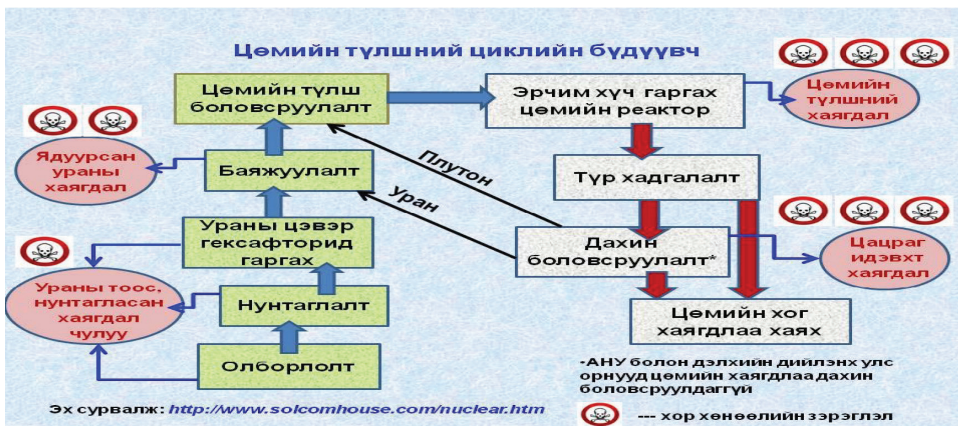 Цөмийн түлшний циклийн бүдүүвч
Цөмийн түлш
боловсруулалт
Эрчим хүч гаргах
цөмийн реактор
Цөмийн
түлшний
хаягдал
Ядуурсан
ураны
хаягдал
Баяжуулалт
Плутон
Уран
Түр хадгалалт
Ураны цэвэр
гексафторид
гаргах
Дахин
боловсруулалт*
Цацраг
идэвхт
хаягдал
Ураны тоос,
нунтагласан
хаягдал
чулуу
Нунтаглалт
Цөмийн хог
хаягдлаа хаях
Олборлолт
*АНУ болон дэлхийн дийлэнх улс
орнууд цөмийн хаягдлаа дахин
боловсруулдаггүй
Эх сурвалж: http://www.solcomhouse.com/nuclear.htm
--- хор хөнөөлийн зэрэглэл